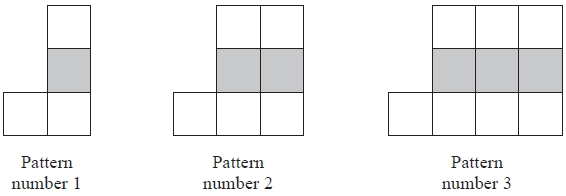 Pattern
number 1
Pattern
number 2
Pattern
number 3